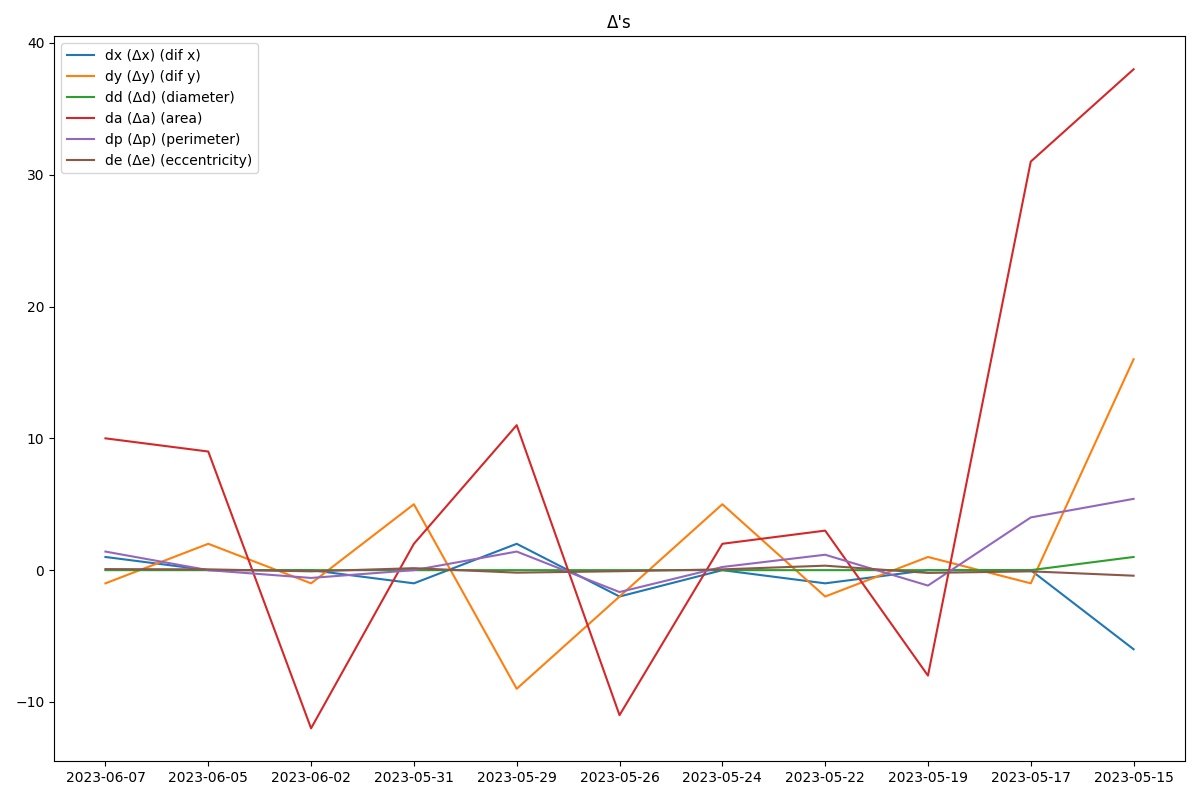 Δ's
dx (Δx) (dif x)
dy (Δy) (dif y)
dd (Δd) (diameter)
da (Δa) (area)
dp (Δp) (perimeter)
de (Δe) (eccentricity)
40
30
20
10
0
−10
2023-06-07 2023-06-05 2023-06-02 2023-05-31 2023-05-29 2023-05-26 2023-05-24 2023-05-22 2023-05-19 2023-05-17 2023-05-15